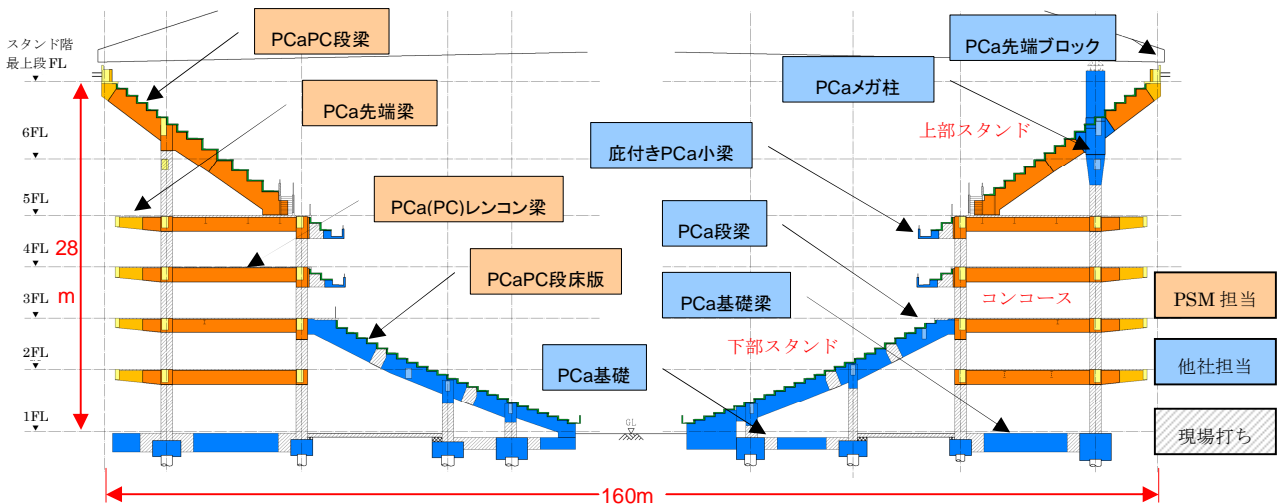 スタンド階
最上段FL
6FL
5FL
4FL
3FL
2FL
1FL
28
m
160m
PCaPC段梁
PCa先端梁
PCa(PC)レンコン梁
PCaPC段床版
PCa基礎
GL
PCa先端ブロック
PCaメガ柱
上部スタンド
庇付きPCa小梁
PCa段梁
PCa基礎梁
コンコース
下部スタンド
PSM 担当
他社担当
現場打ち